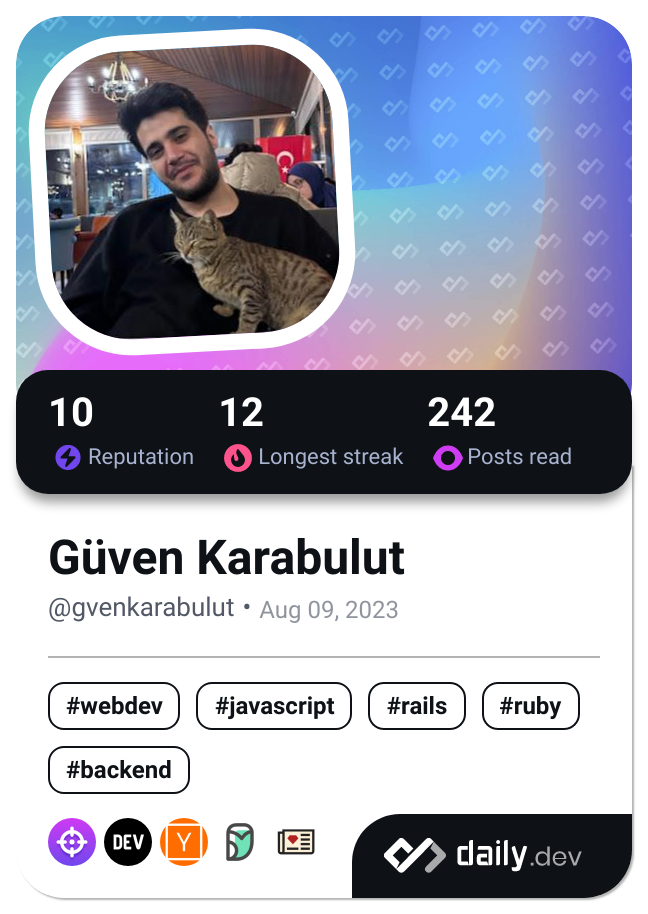 10 12 242
Reputation Longest streak Posts read
Güven Karabulut
@gvenkarabulut • Aug 09, 2023
#webdev #javascript #rails #ruby
#backend
DEV Y daily.dev